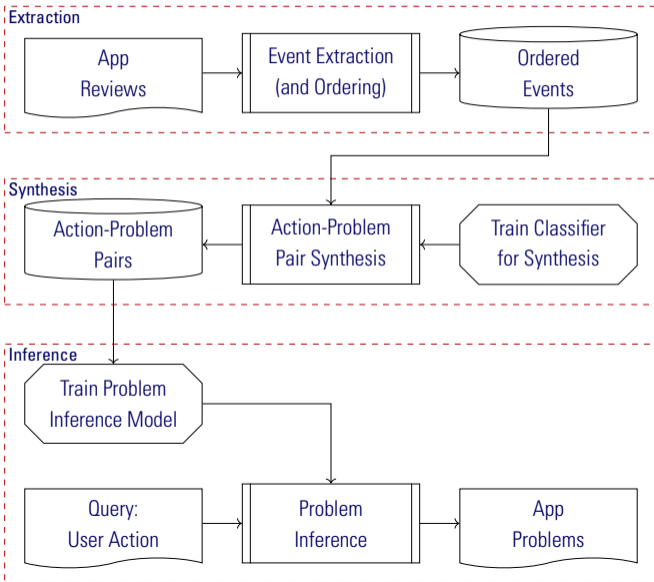 Extraction
App
Reviews
Event Extraction
(and Ordering)
Ordered
Events
Synthesis
Action-Problem
Pairs
Action-Problem
Pair Synthesis
Train Classifier
for Synthesis
Inference
Train Problem
Inference Model
Query:
User Action
Problem
Inference
App
Problems